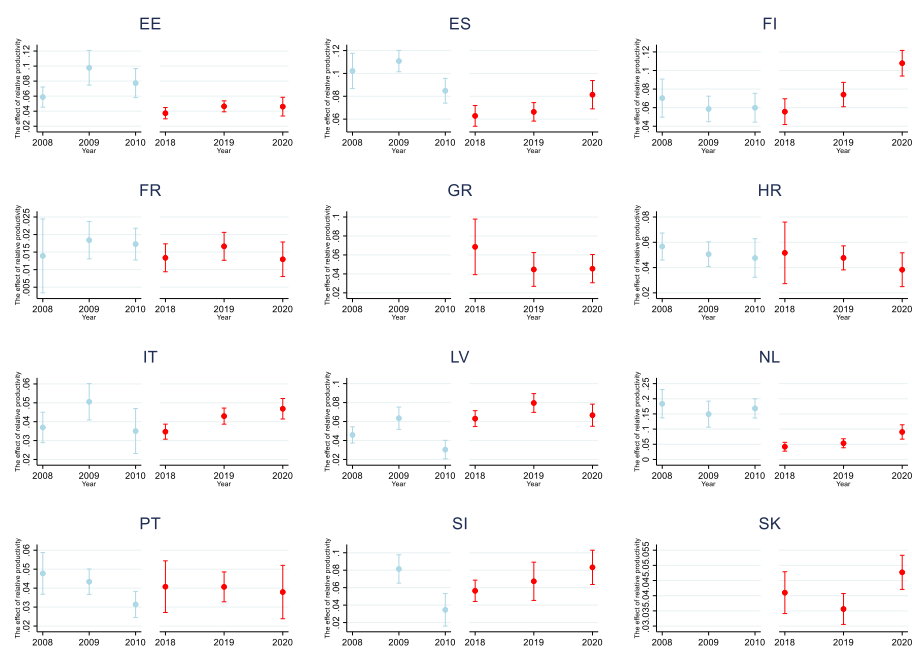 EE
The effect of relative productivity
.02 .04 .06 .08 .1 .12
2008 2009 2010 2018 2019 2020
Year Year
ES
The effect of relative productivity
.06 .08 .1 .12
2008 2009 2010 2018 2019 2020
Year Year
FI
The effect of relative productivity
.04 .06 .08 .1 .12
2008 2009 2010 2018 2019 2020
Year Year
FR
The effect of relative productivity
.005 .01 .015 .02 .025
2008 2009 2010 2018 2019 2020
Year Year
GR
The effect of relative productivity
.02 .04 .06 .08 .1
2018 2019 2020
Year
HR
The effect of relative productivity
.02 .04 .06 .08
2008 2009 2010 2018 2019 2020
Year Year
IT
The effect of relative productivity
.02 .03 .04 .05 .06
2008 2009 2010 2018 2019 2020
Year Year
LV
The effect of relative productivity
.02 .04 .06 .08 .1
2008 2009 2010 2018 2019 2020
Year Year
NL
The effect of relative productivity
0 .05 .1 .15 .2 .25
2008 2009 2010 2018 2019 2020
Year Year
PT
The effect of relative productivity
.02 .03 .04 .05 .06
2008 2009 2010 2018 2019 2020
SI
The effect of relative productivity
.02 .04 .06 .08 .1
2009 2010 2018 2019 2020
SK
The effect of relative productivity
.03 .035 .04 .045 .05 .055
2018 2019 2020